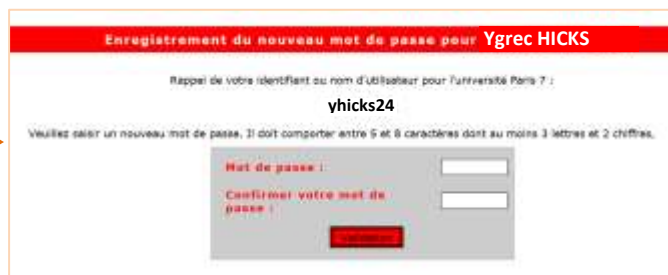 Enregistrement du nouveau mot de passe pour Ygrec HICKS
Rappel de votre identifiant ou nom d'utilisateur pour l'université Paris 7 :
yhicks24
Veuillez saisir un nouveau mot de passe. Il doit comporter entre 5 et 8 caractères dont au moins 3 lettres et 2 chiffres.
Mot de passe :
Confirmer votre mot de
passe :